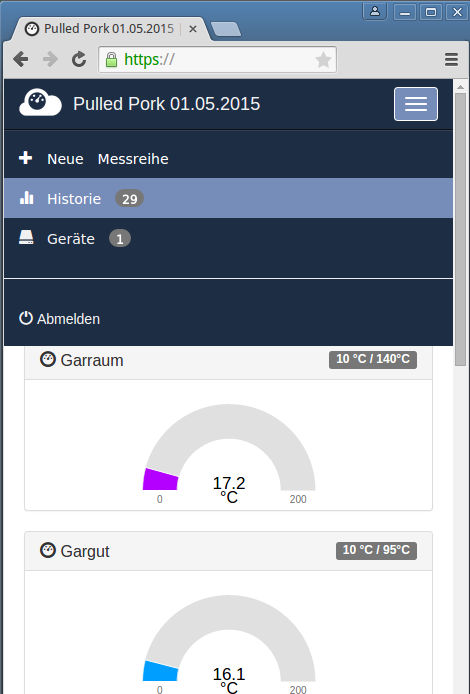 Pulled Pork 01.05.2015
https://
Pulled Pork 01.05.2015
Neue Messreihe
Historie 29
Geräte 1
Abmelden
Garraum 10 °C / 140°C
17.2
°C
0 200
Gargut 10 °C / 95°C
16.1
°C
0 200